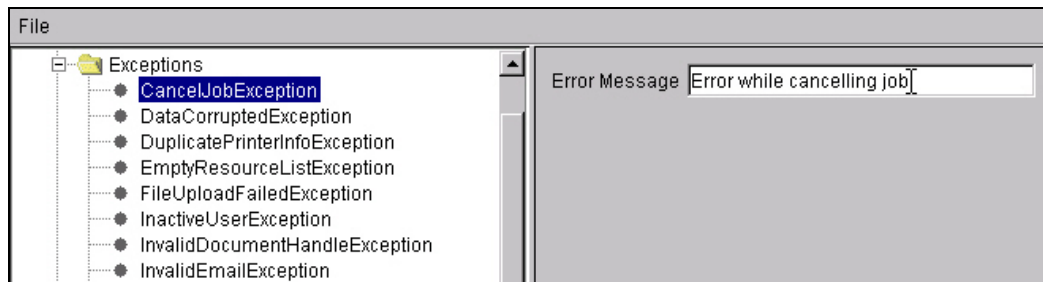 File
Exceptions
CancelJobException
DataCorruptedException
DuplicatePrinterInfoException
EmptyResourceListException
FileUploadFailedException
InactiveUserException
InvalidDocumentHandleException
InvalidEmailException
Error Message Error while cancelling job